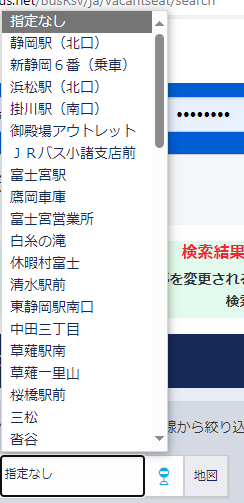 us.net/BusRsv/ja/vacantseat/search
指定なし
静岡駅（北口）
新静岡６番（乗車）
浜松駅（北口）
掛川駅（南口）
御殿場アウトレット
ＪＲバス小諸支店前
富士宮駅
鷹岡車庫
富士宮営業所
白糸の滝
休暇村富士
清水駅前
東静岡駅南口
中田三丁目
草薙駅南
草薙一里山
桜橋駅前
三松
沓谷
••••••••
検索結果
を変更される
検索
線から絞り込
指定なし
地図